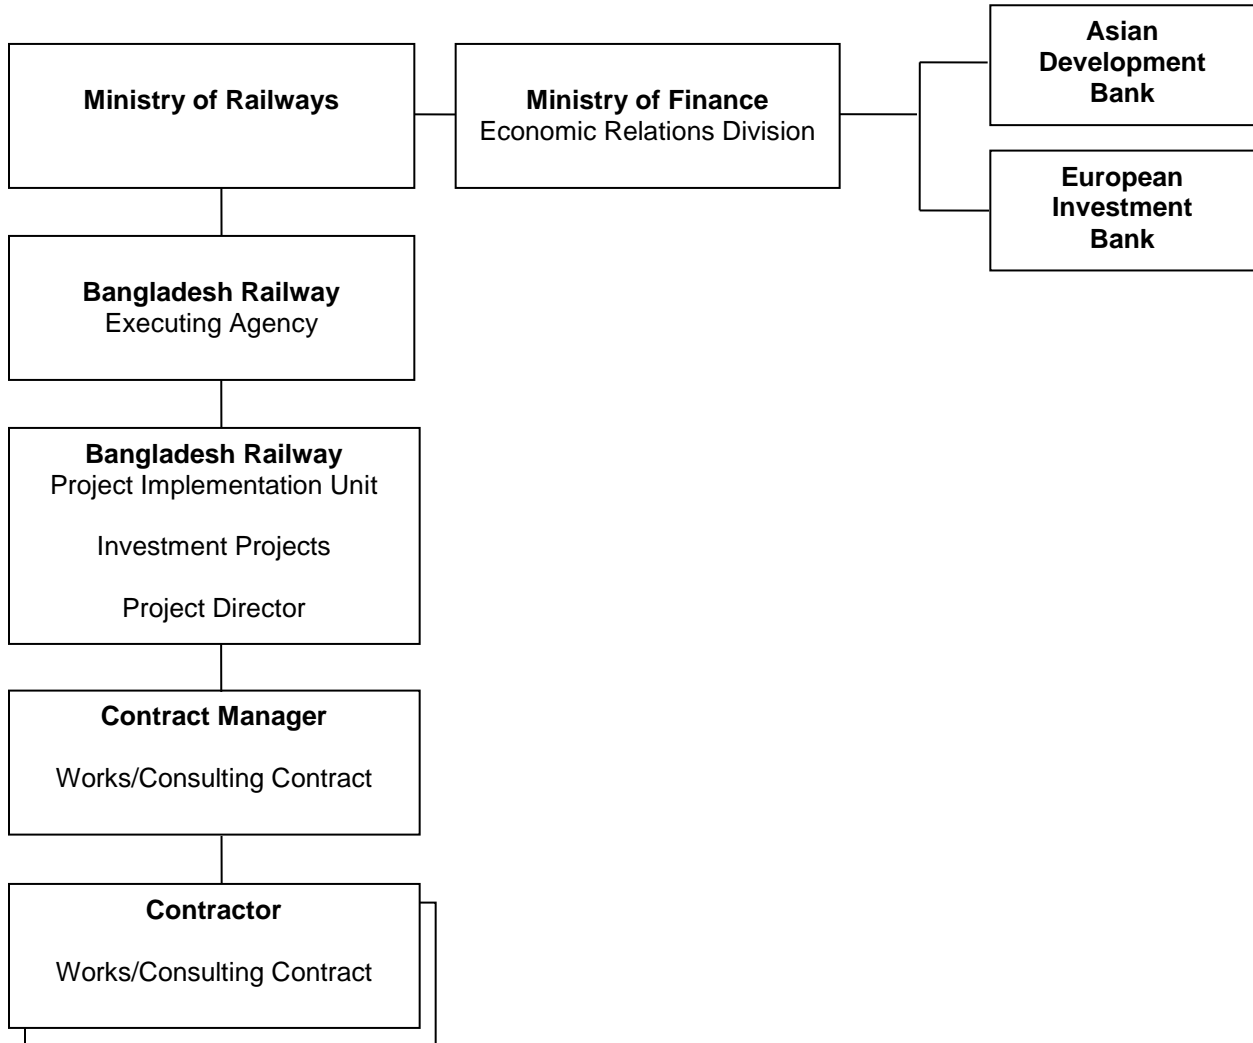 Ministry of Railways
Ministry of Finance
Economic Relations Division
Asian
Development
Bank
European
Investment
Bank
Bangladesh Railway
Executing Agency
Bangladesh Railway
Project Implementation Unit
Investment Projects
Project Director
Contract Manager
Works/Consulting Contract
Contractor
Works/Consulting Contract